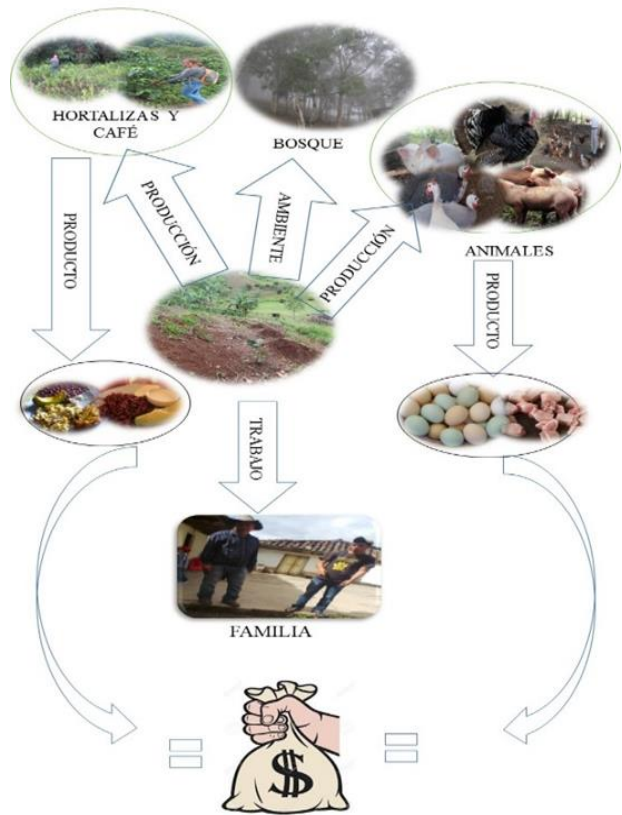 HORTALIZAS Y
CAFÉ
BOSQUE
ANIMALES
PRODUCTO
PRODUCCIÓN
AMBIENTE
PRODUCCIÓN
PRODUCTO
TRABAJO
FAMILIA
=
$
=